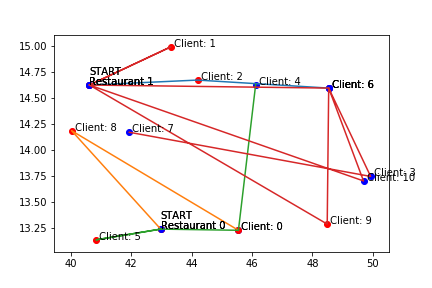 15.00
14.75
14.50
14.25
14.00
13.75
13.50
13.25
START
Restaurant 1
Client: 1
Client: 2
Client: 4
Client: 6
Client: 8
Client: 7
Client: 3
Client: 10
START
Restaurant 0
Client: 0
Client: 9
Client: 5
40
42
44
46
48
50